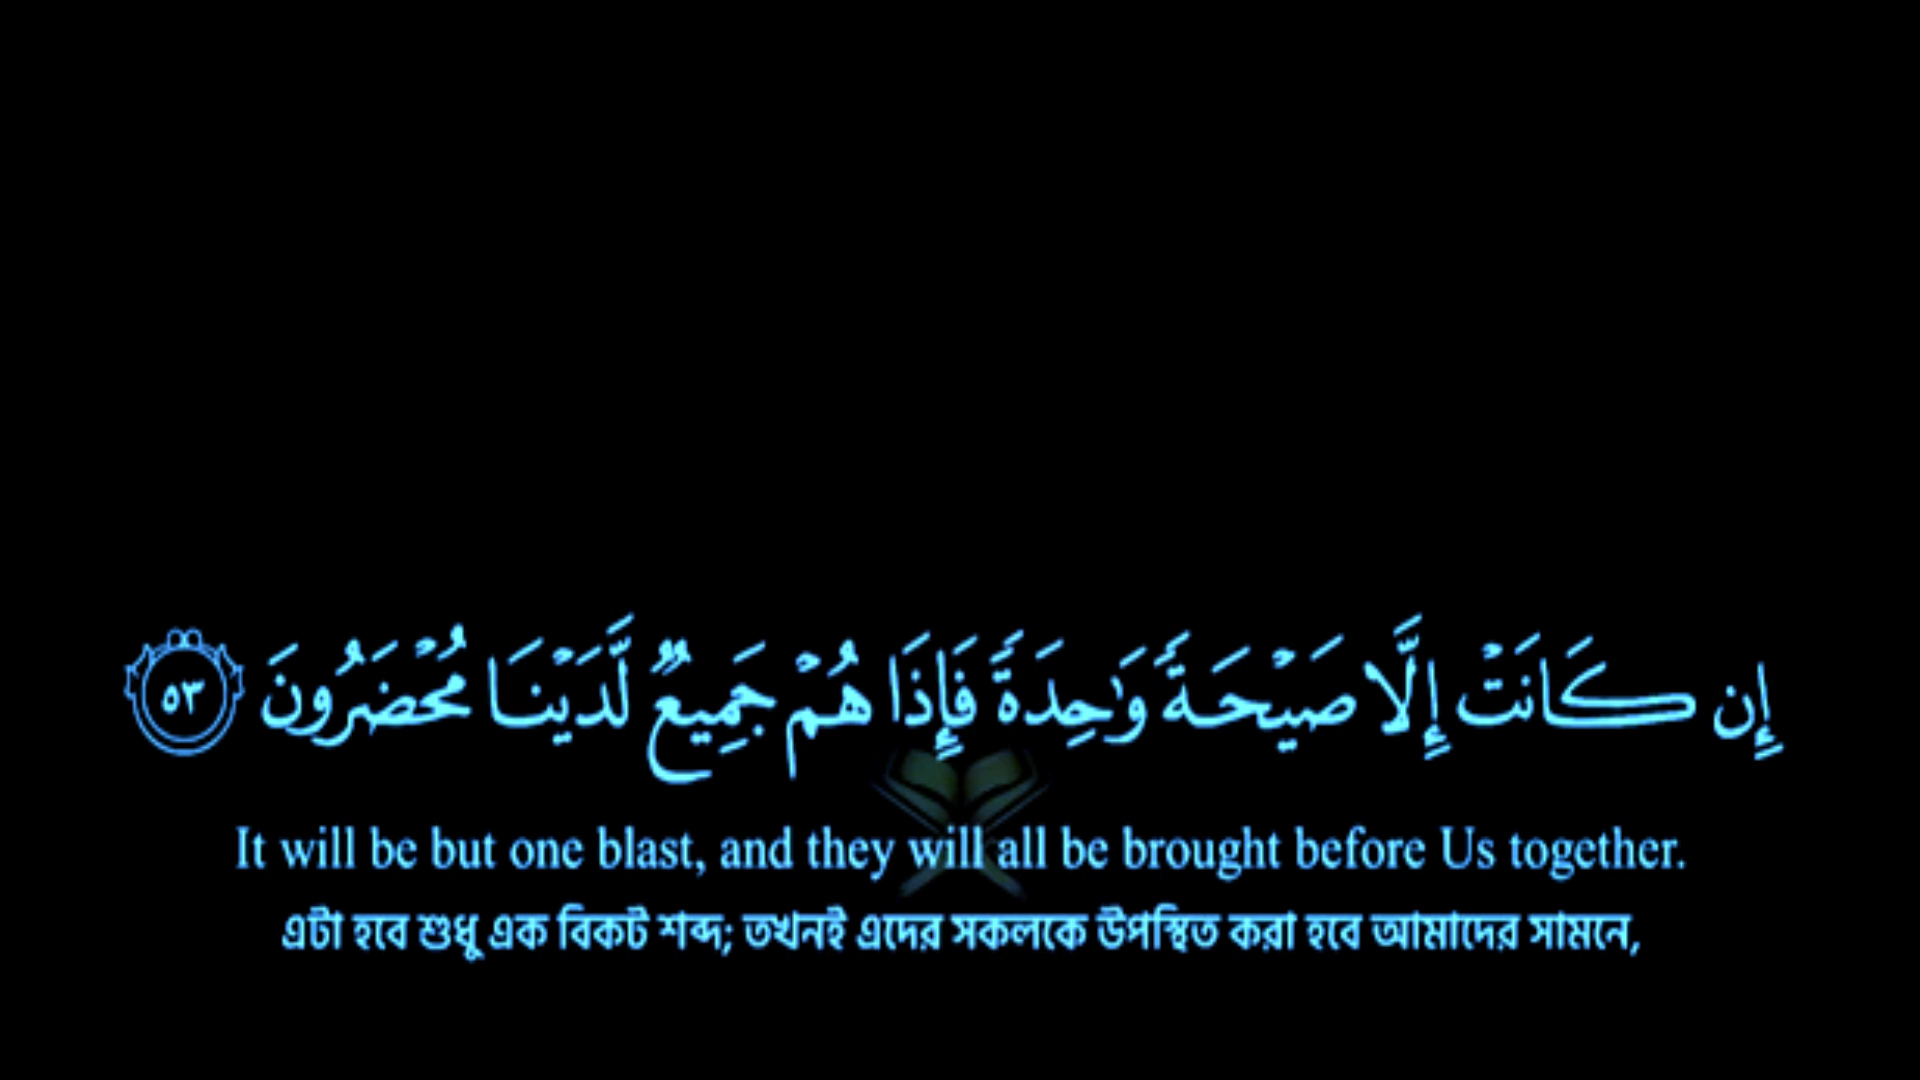 إِن كَانَتْ إِلَّا صَيْحَةً وَٰحِدَةً فَإِذَا هُمْ جَمِيعٌ لَّدَيْنَا مُحْضَرُونَ ٥٣
It will be but one blast, and they will all be brought before Us together.
এটা হবে শুধু এক বিকট শব্দ; তখনই এদের সকলকে উপস্থিত করা হবে আমাদের সামনে,